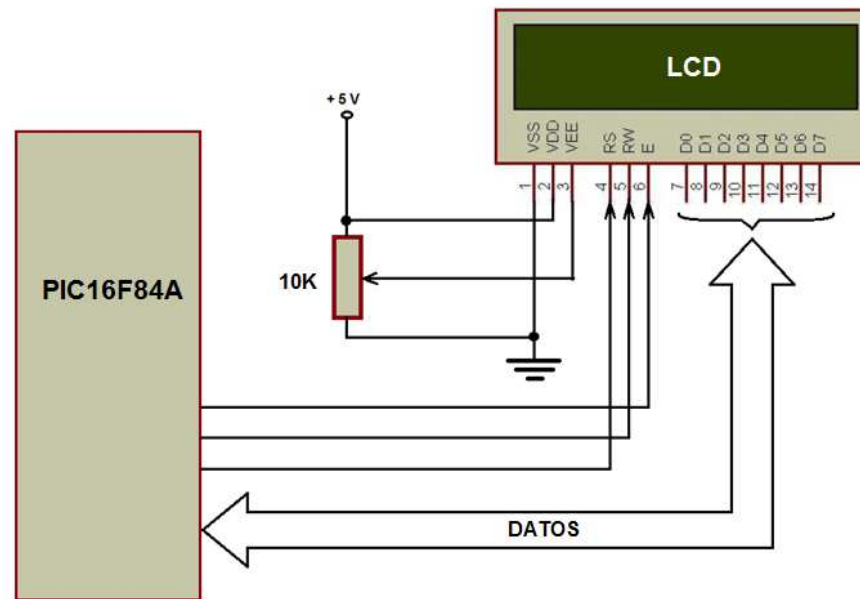 LCD
+ 5 V
VSS
VDD
VEE
RS
RW
E
D0
D1
D2
D3
D4
D5
D6
D7
1
2
3
4
5
6
7
8
9
10
11
12
13
14
PIC16F84A
10K
DATOS